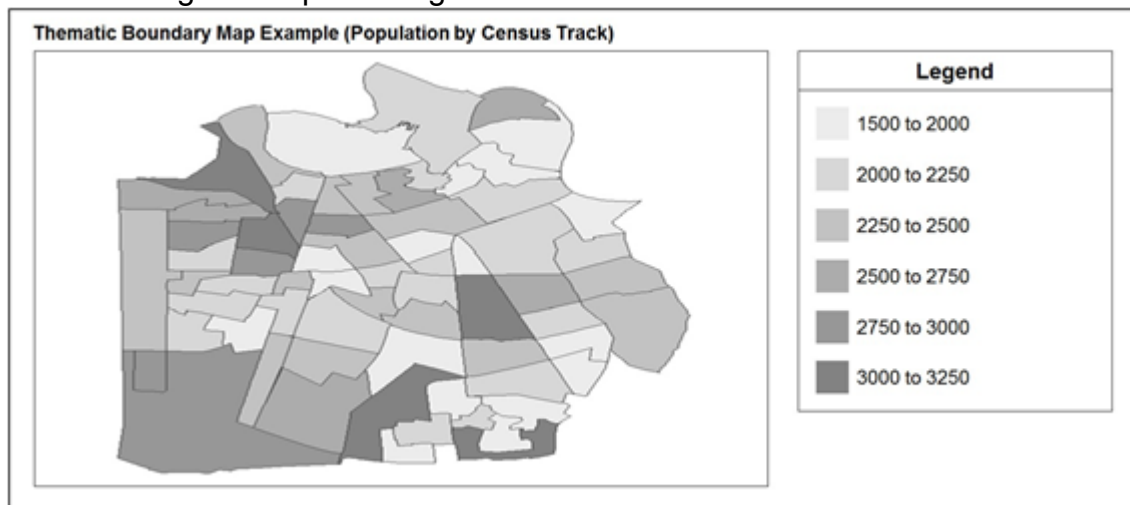 Thematic Boundary Map Example (Population by Census Track)
Legend
1500 to 2000
2000 to 2250
2250 to 2500
2500 to 2750
2750 to 3000
3000 to 3250